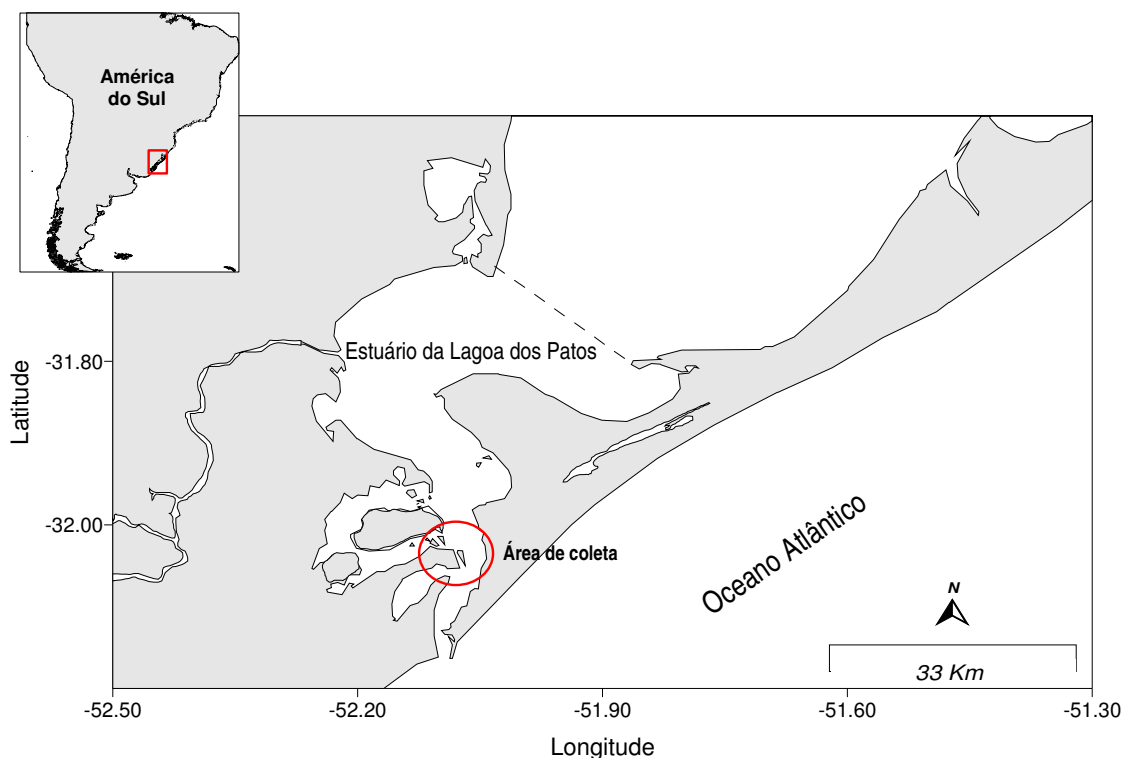 América
do Sul
Estuário da Lagoa dos Patos
-31.80
Latitude
-32.00
Área de coleta
Oceano Atlântico
N
33 Km
-52.50
-52.20
-51.90
-51.60
-51.30
Longitude